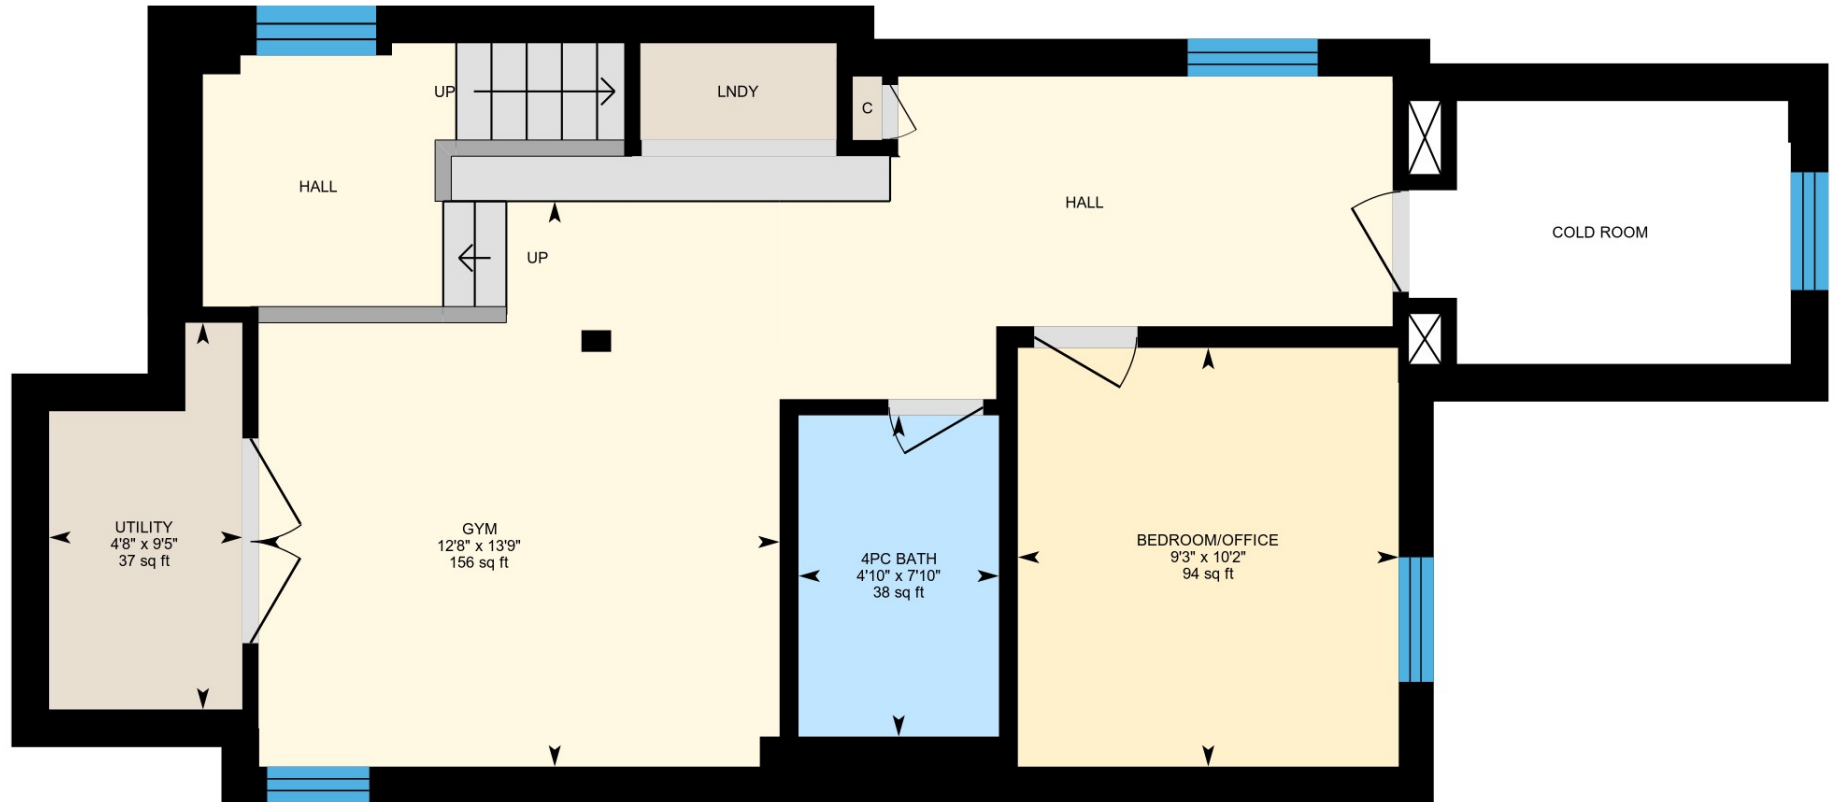 UP
LNDY
C
HALL
HALL
COLD ROOM
UP
UTILITY
4'8" x 9'5"
37 sq ft
GYM
12'8" x 13'9"
156 sq ft
4PC BATH
4'10" x 7'10"
38 sq ft
BEDROOM/OFFICE
9'3" x 10'2"
94 sq ft